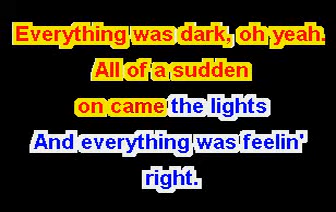 Everything was dark, oh yeah.
All of a sudden
on came the lights
And everything was feelin'
right.